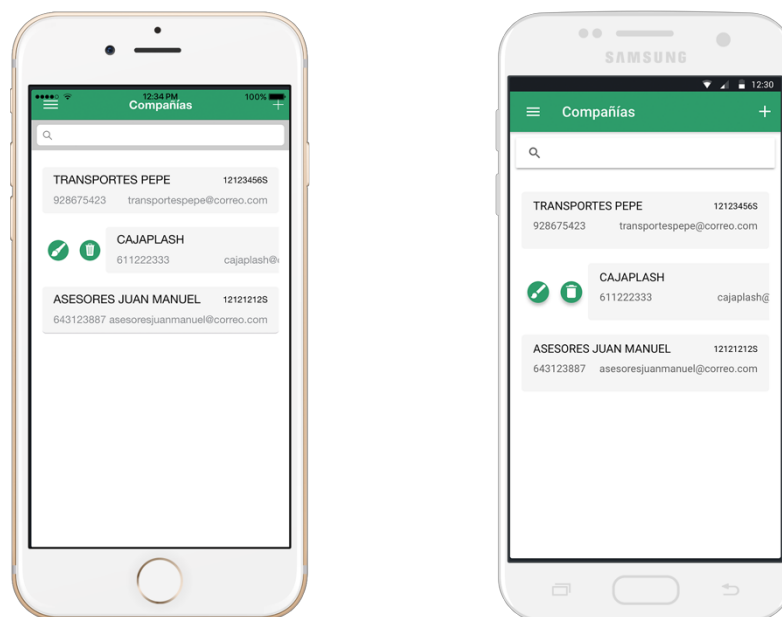 12:34 PM 100%
Compañías
TRANSPORTES PEPE 12123456S
928675423 transportespepe@correo.com
CAJAPLASH
611222333 cajaplash@
ASESORES JUAN MANUEL 12121212S
643123887 asesoresjuanmanuel@correo.com
SAMSUNG
12:30
Compañías
TRANSPORTES PEPE 12123456S
928675423 transportespepe@correo.com
CAJAPLASH
611222333 cajaplash@
ASESORES JUAN MANUEL 12121212S
643123887 asesoresjuanmanuel@correo.com